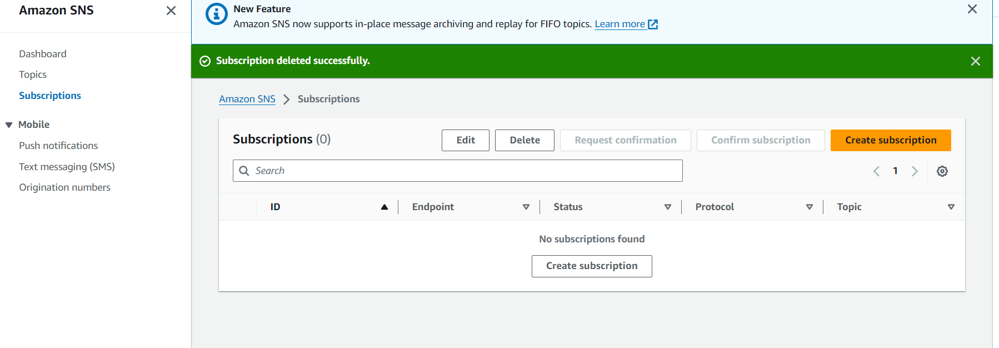 Amazon SNS
New Feature
Amazon SNS now supports in-place message archiving and replay for FIFO topics. Learn more
Subscription deleted successfully.
Dashboard
Topics
Subscriptions
Mobile
Push notifications
Text messaging (SMS)
Origination numbers
Amazon SNS > Subscriptions
Subscriptions (0)
Edit
Delete
Request confirmation
Confirm subscription
Create subscription
Search
1
ID
Endpoint
Status
Protocol
Topic
No subscriptions found
Create subscription